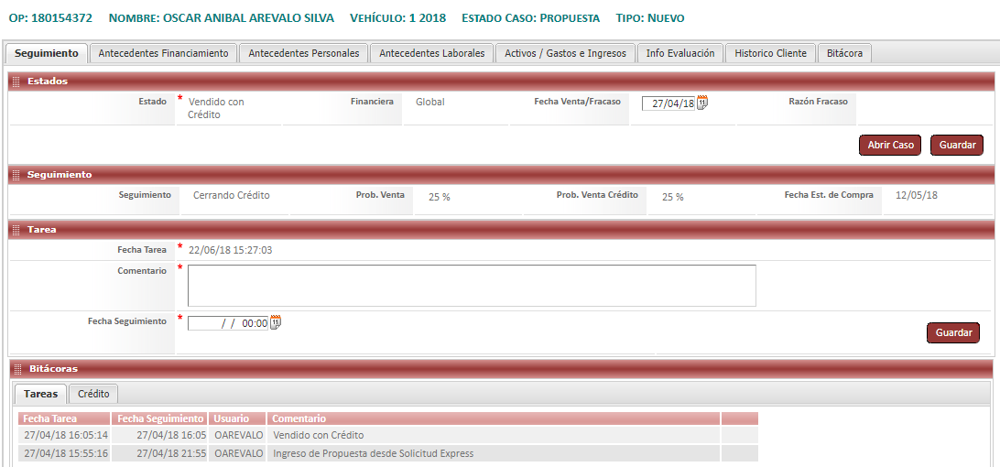 OP: 180154372 NOMBRE: OSCAR ANIBAL AREVALO SILVA VEHÍCULO: 1 2018 ESTADO CASO: PROPUESTA TIPO: NUEVO
Seguimiento Antecedentes Financiamiento Antecedentes Personales Antecedentes Laborales Activos / Gastos e Ingresos Info Evaluación Historico Cliente Bitácora
Estados
Estado * Vendido con Crédito Financiera Global Fecha Venta/Fracaso 27/04/18 11 Razón Fracaso
Abrir Caso Guardar
Seguimiento
Seguimiento Cerrando Crédito Prob. Venta 25 % Prob. Venta Crédito 25 % Fecha Est. de Compra 12/05/18
Tarea
Fecha Tarea * 22/06/18 15:27:03
Comentario *
Fecha Seguimiento * / / 00:00 11
Guardar
Bitácoras
Tareas Crédito
Fecha Tarea Fecha Seguimiento Usuario Comentario
27/04/18 16:05:14 27/04/18 16:05 OAREVALO Vendido con Crédito
27/04/18 15:55:16 27/04/18 21:55 OAREVALO Ingreso de Propuesta desde Solicitud Express